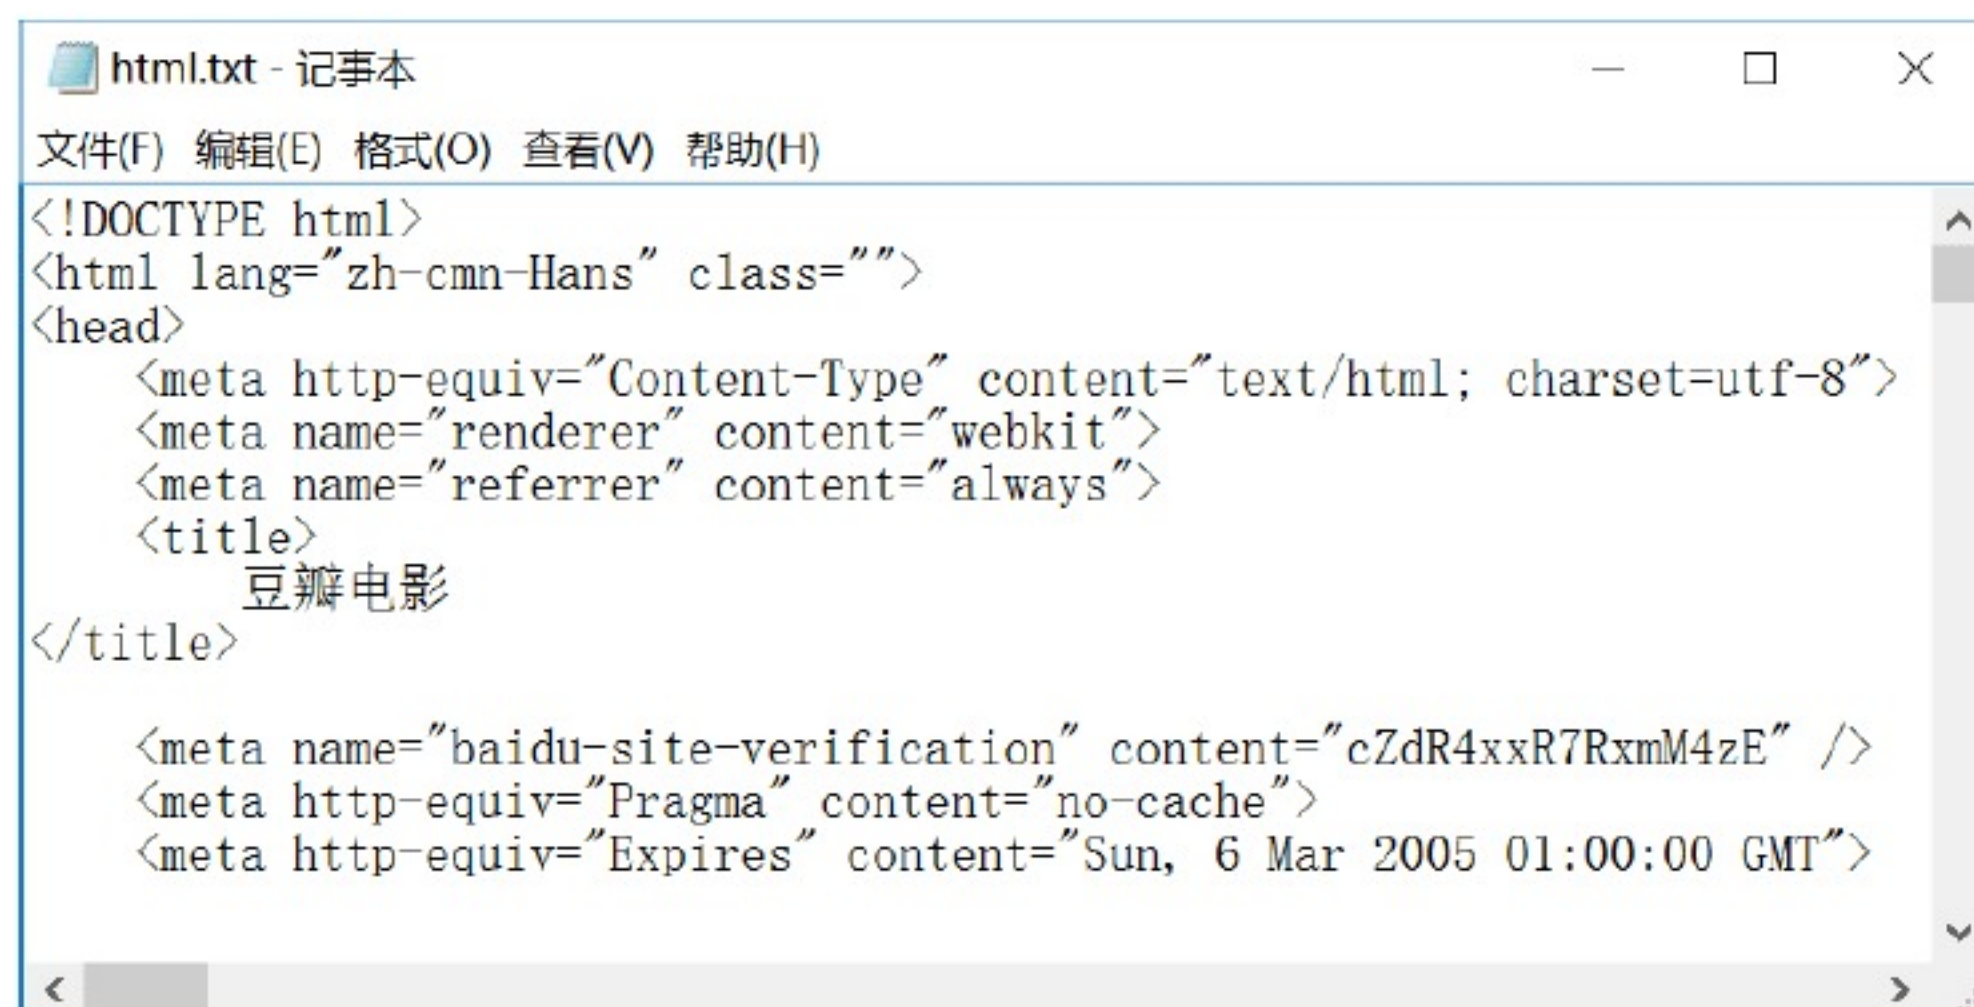 html.txt - 记事本
文件(F) 编辑(E) 格式(O) 查看(V) 帮助(H)
<!DOCTYPE html>
<html lang="zh-cmn-Hans" class="">
<head>
    <meta http-equiv="Content-Type" content="text/html; charset=utf-8">
    <meta name="renderer" content="webkit">
    <meta name="referrer" content="always">
    <title>
        豆瓣电影
</title>

    <meta name="baidu-site-verification" content="cZdR4xxR7RxmM4zE" />
    <meta http-equiv="Pragma" content="no-cache">
    <meta http-equiv="Expires" content="Sun, 6 Mar 2005 01:00:00 GMT">